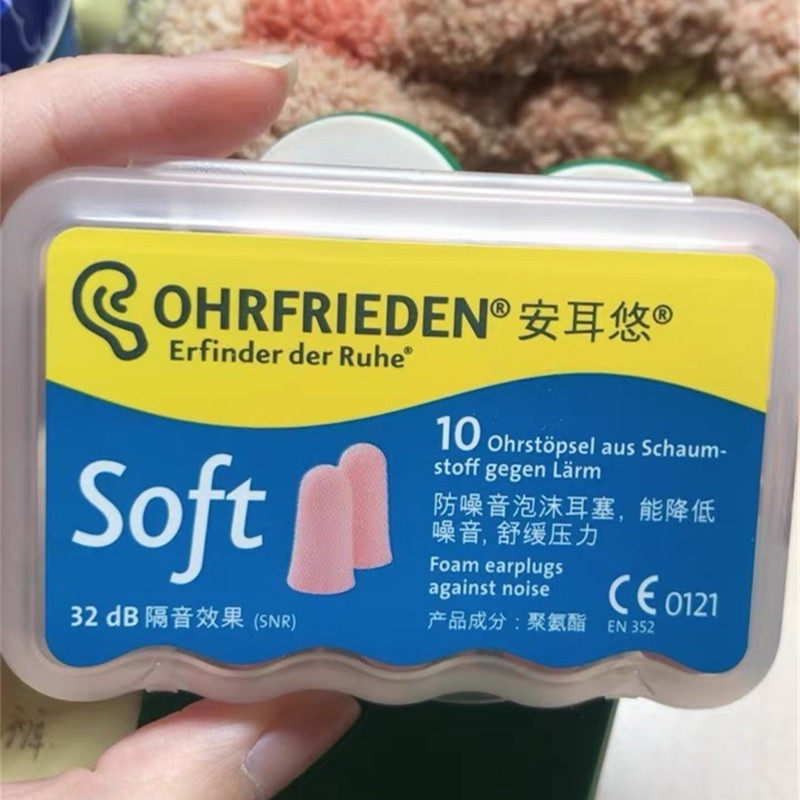 OHRFRIEDEN® 安耳悠®
Erfinder der Ruhe®
Soft
10 Ohrstöpsel aus Schaum-
stoff gegen Lärm
防噪音泡沫耳塞，能降低
噪音，舒缓压力
Foam earplugs
against noise
产品成分：聚氨酯
32 dB 隔音效果 (SNR)
CE 0121
EN 352